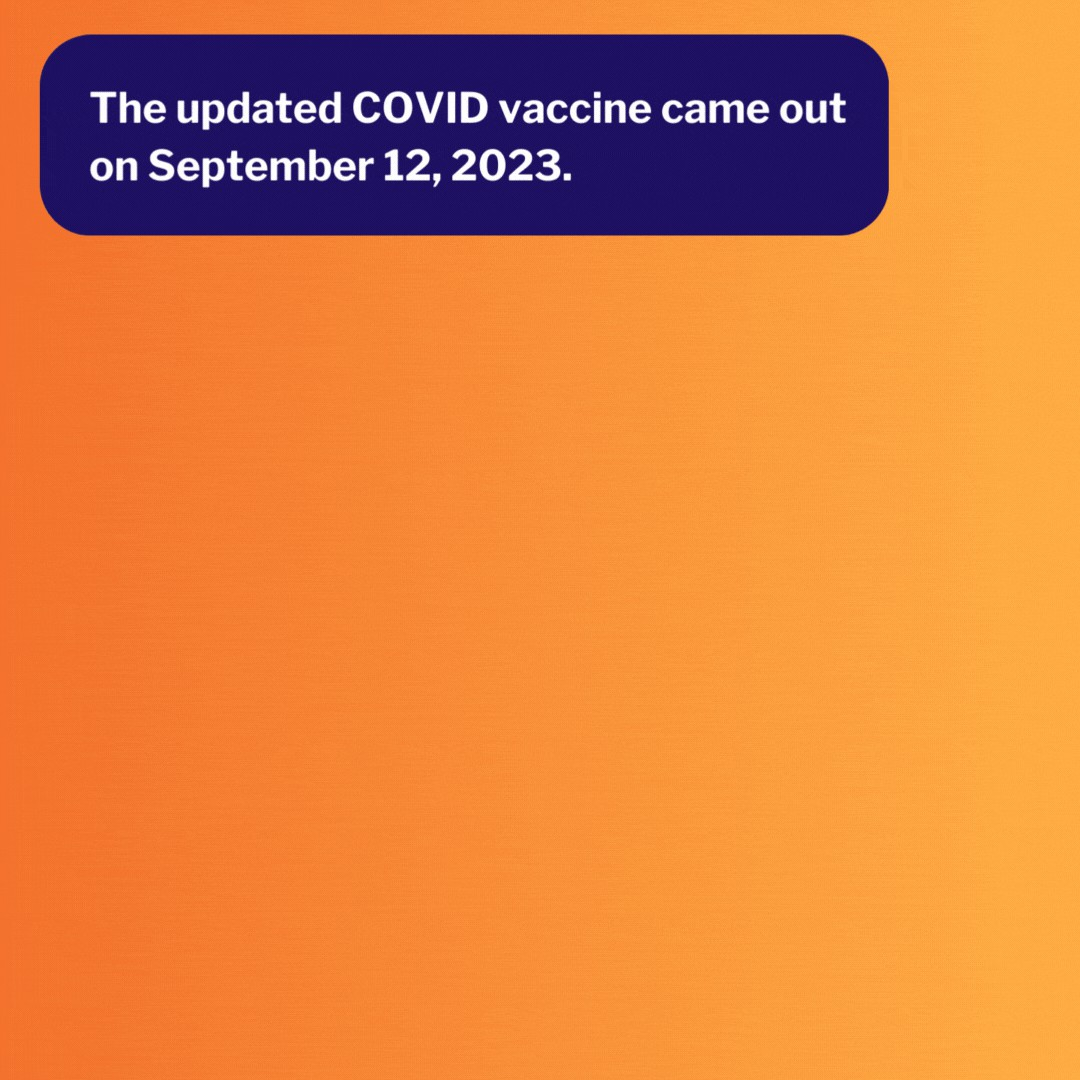 The updated COVID vaccine came out
on September 12, 2023.